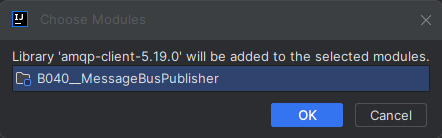 Choose Modules
Library 'amqp-client-5.19.0' will be added to the selected modules.
B040__MessageBusPublisher
OK
Cancel